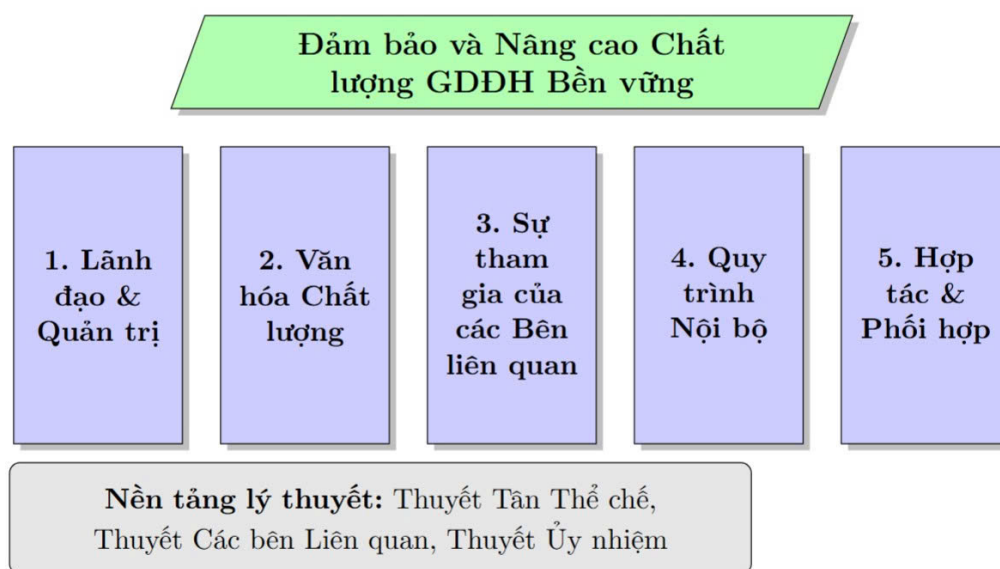 Đảm bảo và Nâng cao Chất
lượng GDĐH Bền vững
1. Lãnh
đạo &
Quản trị
2. Văn
hóa Chất
lượng
3. Sự
tham
gia của
các Bên
liên quan
4. Quy
trình
Nội bộ
5. Hợp
tác &
Phối hợp
Nền tảng lý thuyết: Thuyết Tân Thể chế,
Thuyết Các bên Liên quan, Thuyết Ủy nhiệm